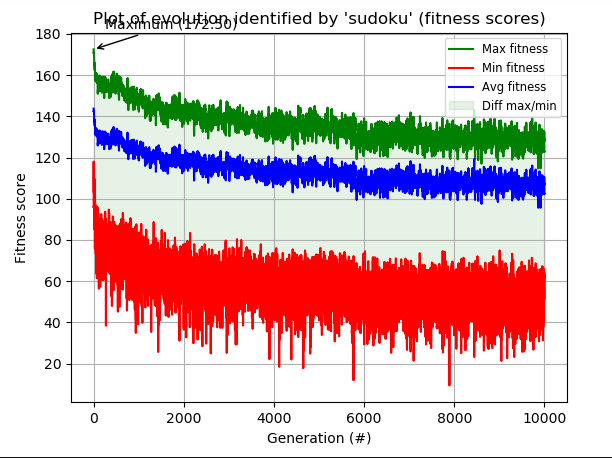 Plot of evolution identified by 'sudoku' (fitness scores)
Maximum (172.50)
Max fitness
Min fitness
Avg fitness
Diff max/min
Fitness score
180
160
140
120
100
80
60
40
20
0
2000
4000
6000
8000
10000
Generation (#)